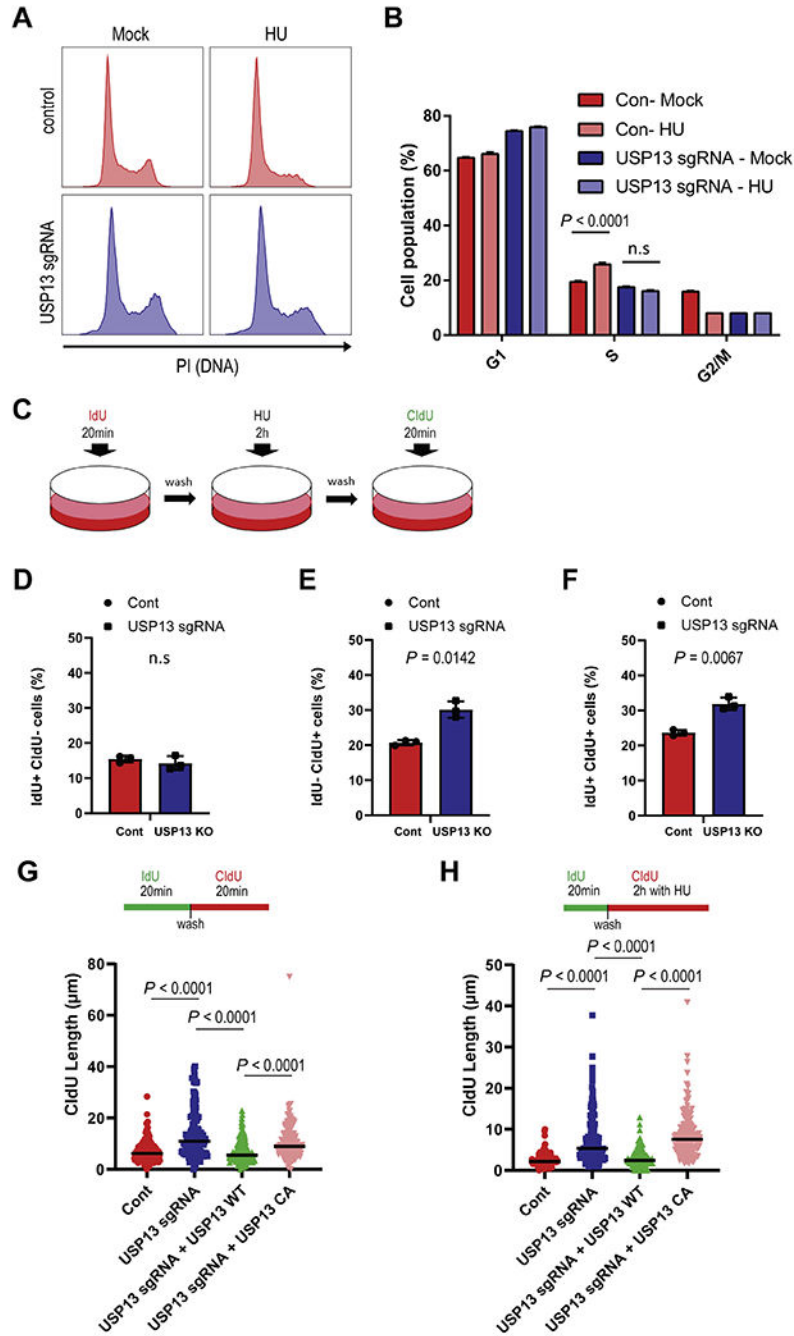 A
Mock
HU
control
USP13 sgRNA
PI (DNA)
B
Cell population (%)
80
60
40
20
0
Con- Mock
Con- HU
USP13 sgRNA - Mock
USP13 sgRNA - HU
P < 0.0001
n.s
G1
S
G2/M
C
IdU
20min
HU
2h
CldU
20min
wash
wash
D
Cont
USP13 sgRNA
n.s
IdU+ CldU- cells (%)
50
40
30
20
10
0
Cont
USP13 KO
E
Cont
USP13 sgRNA
P = 0.0142
IdU- CldU+ cells (%)
50
40
30
20
10
0
Cont
USP13 KO
F
Cont
USP13 sgRNA
P = 0.0067
IdU+ CldU+ cells (%)
50
40
30
20
10
0
Cont
USP13 KO
G
IdU
20min
CldU
20min
wash
CldU Length (µm)
80
60
40
20
0
P < 0.0001
P < 0.0001
P < 0.0001
Cont
USP13 sgRNA
USP13 sgRNA + USP13 WT
USP13 sgRNA + USP13 CA
H
IdU
20min
CldU
2h with HU
wash
CldU Length (µm)
50
40
30
20
10
0
P < 0.0001
P < 0.0001
P < 0.0001
Cont
USP13 sgRNA
USP13 sgRNA + USP13 WT
USP13 sgRNA + USP13 CA